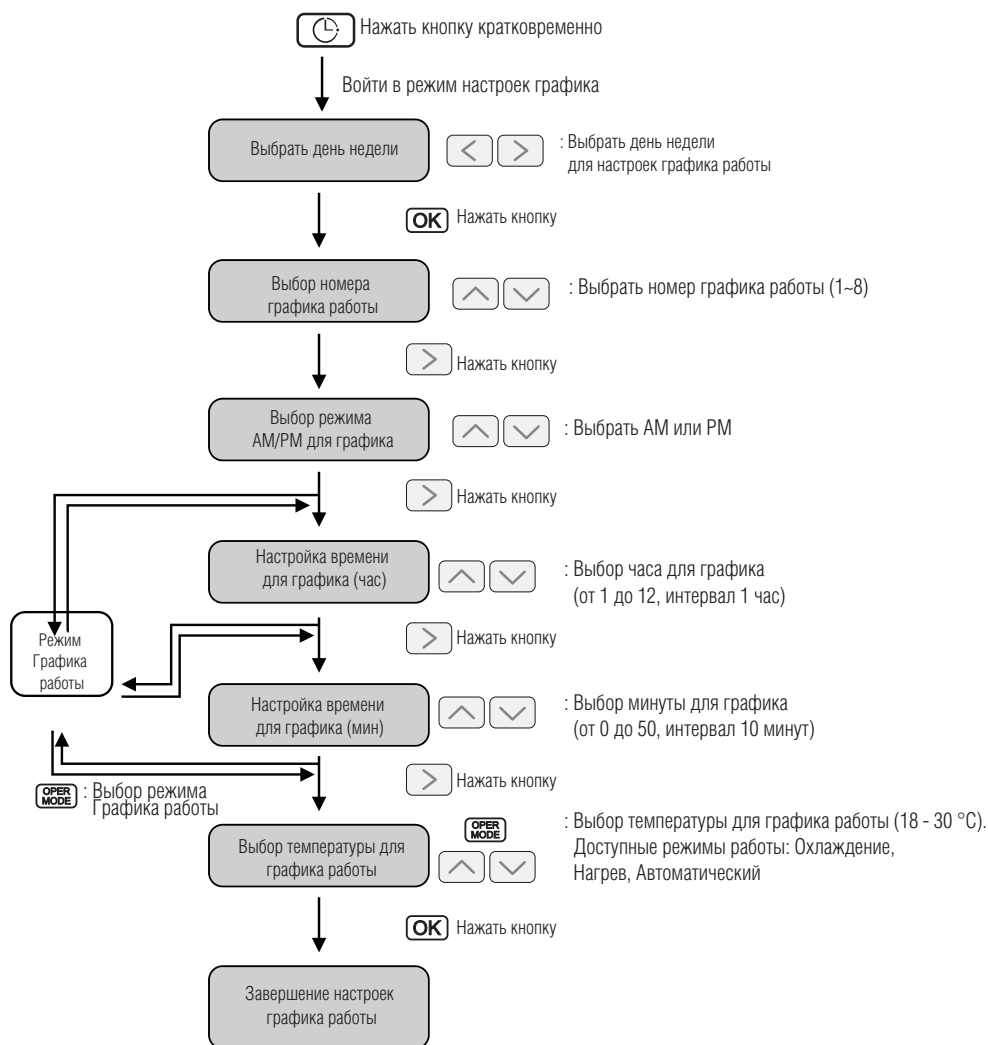 Нажать кнопку кратковременно
Войти в режим настроек графика
Выбрать день недели
: Выбрать день недели
для настроек графика работы
OK Нажать кнопку
Выбор номера
графика работы
: Выбрать номер графика работы (1~8)
Нажать кнопку
Выбор режима
AM/PM для графика
: Выбрать AM или PM
Нажать кнопку
Настройка времени
для графика (час)
: Выбор часа для графика
(от 1 до 12, интервал 1 час)
Нажать кнопку
Режим
Графика
работы
Настройка времени
для графика (мин)
: Выбор минуты для графика
(от 0 до 50, интервал 10 минут)
Нажать кнопку
OPER
MODE
: Выбор режима
Графика работы
Выбор температуры для
графика работы
OPER
MODE
: Выбор температуры для графика работы (18 - 30 °C).
Доступные режимы работы: Охлаждение,
Нагрев, Автоматический
OK Нажать кнопку
Завершение настроек
графика работы